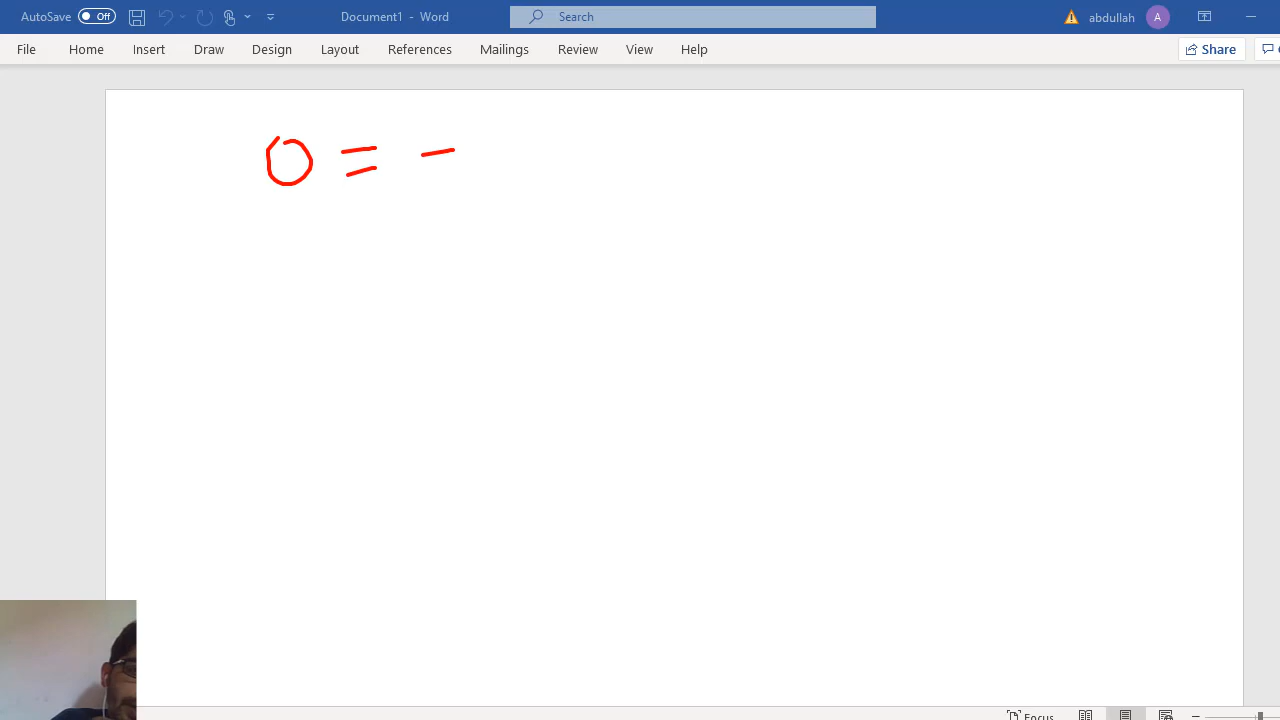 AutoSave Off Document1 - Word Search abdullah A
File Home Insert Draw Design Layout References Mailings Review View Help Share
0 = -
Focus